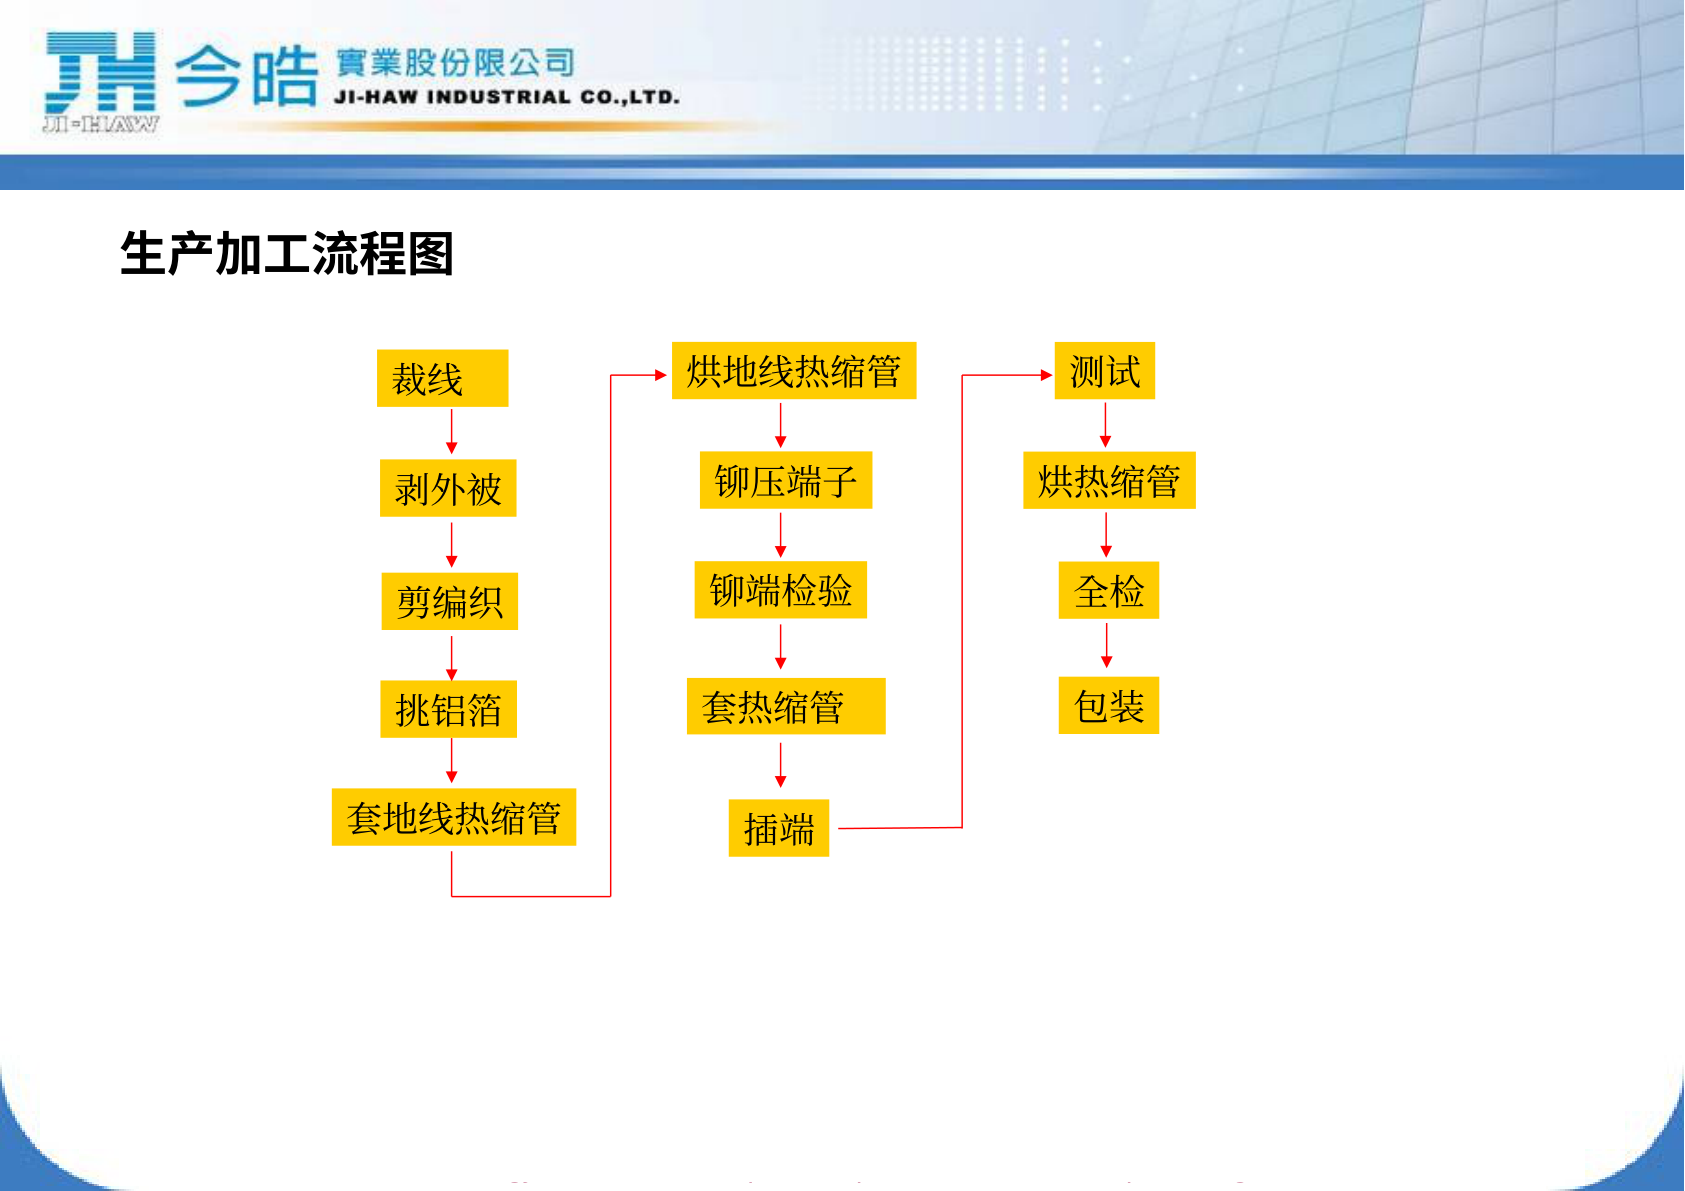 今皓 實業股份限公司
JI-HAW INDUSTRIAL CO.,LTD.
JI-HAW
生产加工流程图
裁线
剥外被
剪编织
挑铝箔
套地线热缩管
烘地线热缩管
铆压端子
铆端检验
套热缩管
插端
测试
烘热缩管
全检
包装